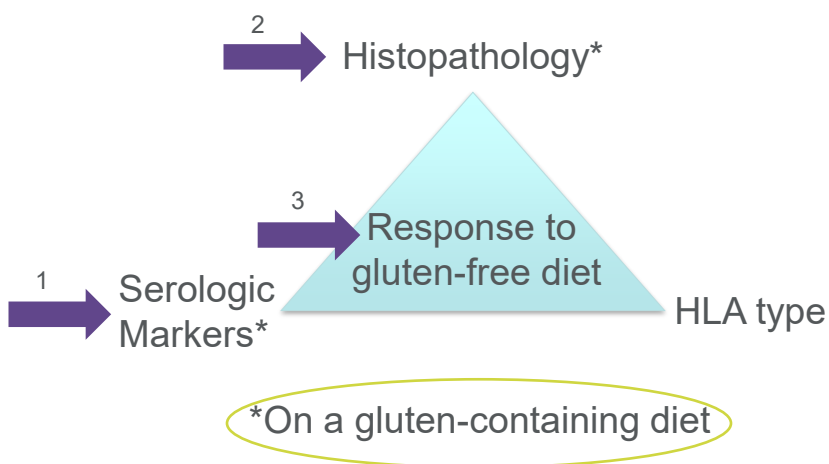 2
Histopathology*
3
Response to
gluten-free diet
1
Serologic
Markers*
HLA type
*On a gluten-containing diet